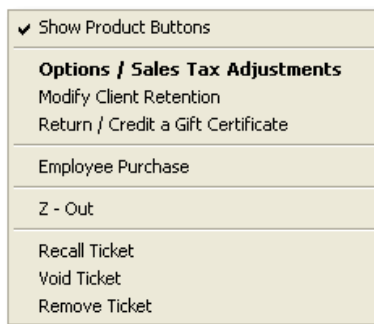 Show Product Buttons
Options / Sales Tax Adjustments
Modify Client Retention
Return / Credit a Gift Certificate
Employee Purchase
Z - Out
Recall Ticket
Void Ticket
Remove Ticket